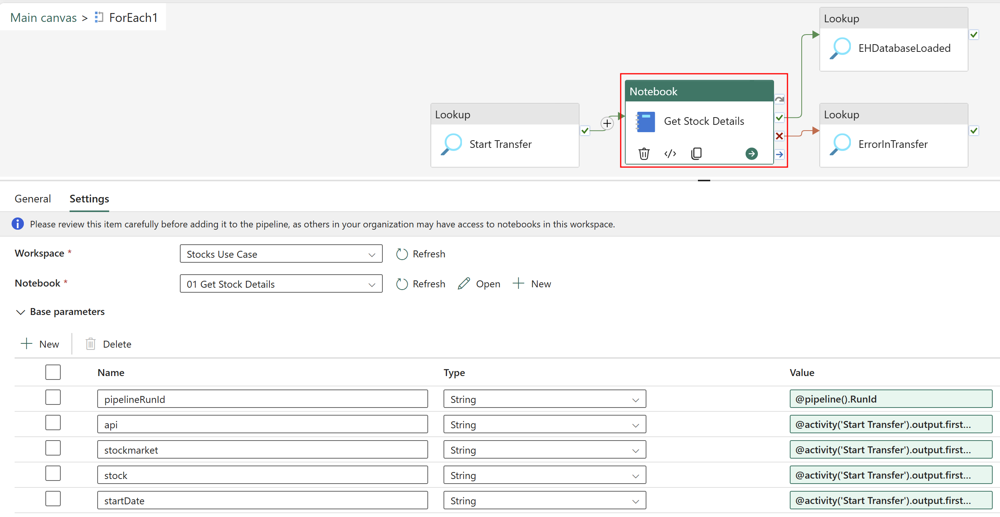 Main canvas > ForEach1
Lookup
EHDatabaseLoaded
Notebook
Get Stock Details
Lookup
Start Transfer
Lookup
ErrorInTransfer
General Settings
Please review this item carefully before adding it to the pipeline, as others in your organization may have access to notebooks in this workspace.
Workspace * Stocks Use Case Refresh
Notebook * 01 Get Stock Details Refresh Open New
Base parameters
New Delete
Name Type Value
pipelineRunId String @pipeline().RunId
api String @activity('Start Transfer').output.first...
stockmarket String @activity('Start Transfer').output.first...
stock String @activity('Start Transfer').output.first...
startDate String @activity('Start Transfer').output.first...